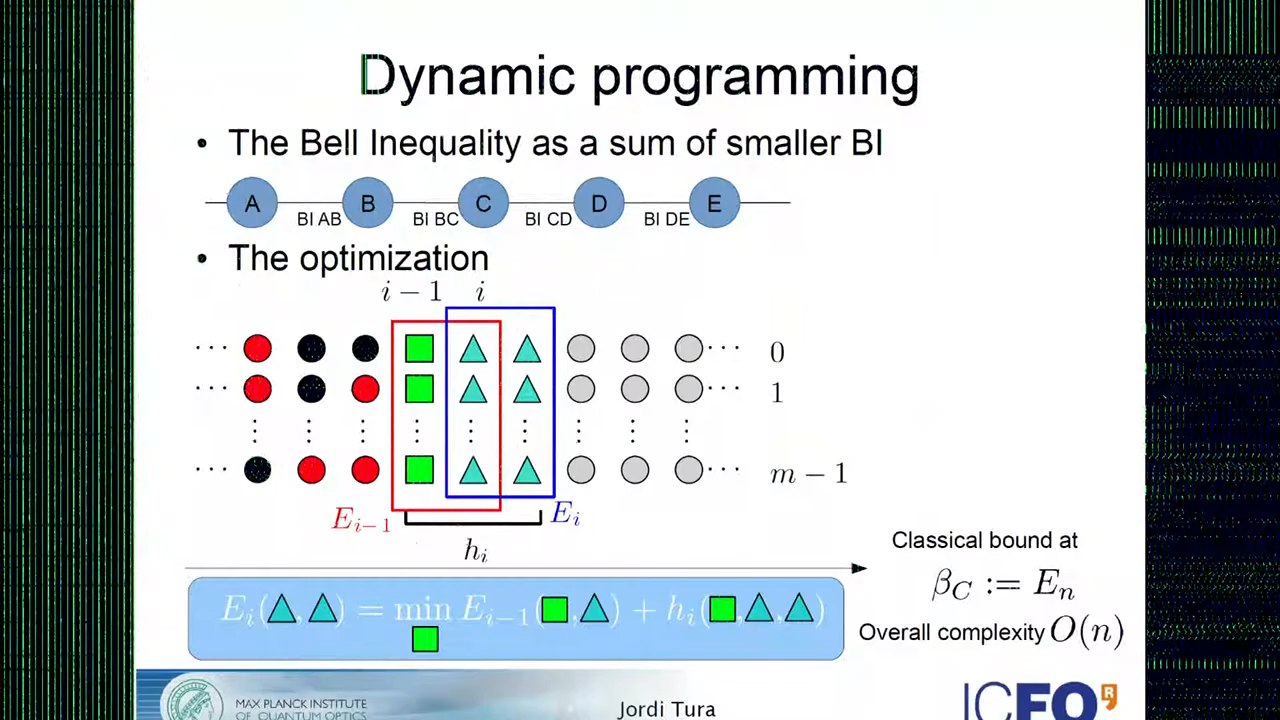 Dynamic programming
• The Bell Inequality as a sum of smaller BI
A B C D E
BI AB BI BC BI CD BI DE
• The optimization
i − 1 i
··· ··· 0
··· ··· 1
⋮ ⋮ ⋮ ⋮ ⋮ ⋮ ⋮ ⋮ ⋮
··· ··· m − 1
E_{i−1} E_i
h_i
Classical bound at
β_C := E_n
Overall complexity O(n)
E_i(▲, ▲) = min E_{i−1}(■, ▲) + h_i(■, ▲, ▲)
■
MAX PLANCK INSTITUTE
OF QUANTUM OPTICS
Jordi Tura
ICFO R